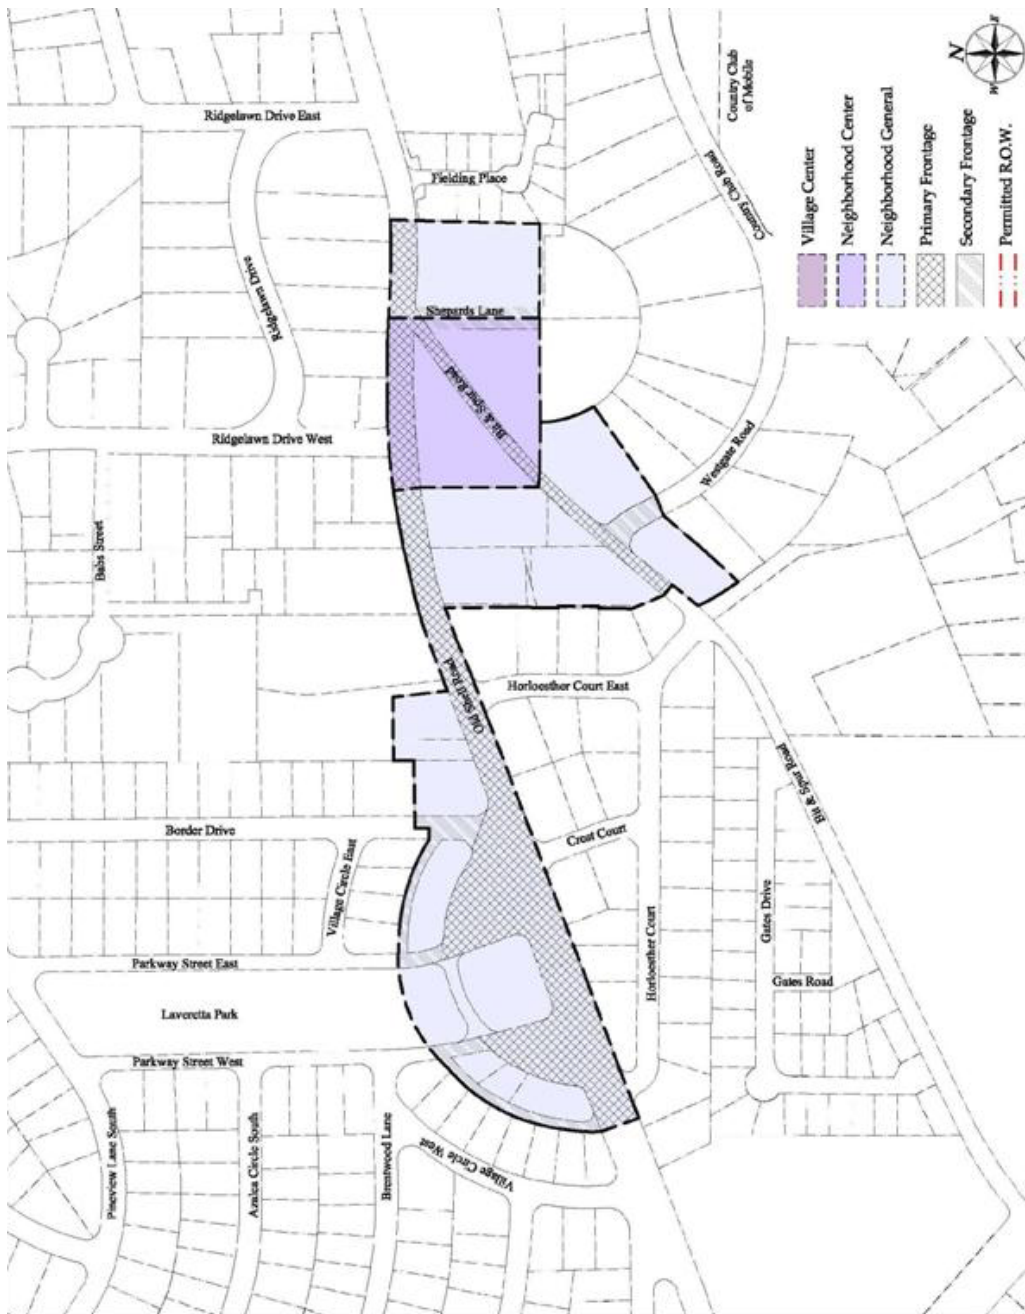 Ridgelawn Drive East
Fielding Place
Country Club
of Mobile
Country Club Road
N
E
W
Village Center
Neighborhood Center
Neighborhood General
Primary Frontage
Secondary Frontage
Permitted R.O.W.
Ridgelawn Drive
Shepards Lane
Bit & Spur Road
Ridgelawn Drive West
Westgate Road
Babs Street
Old Shell Road
Horloesther Court East
Bit & Spur Road
Border Drive
Village Circle East
Croat Court
Gates Drive
Parkway Street East
Horloesther Court
Gates Road
Laveretta Park
Parkway Street West
Pineview Lane South
Azalea Circle South
Brentwood Lane
Village Circle West